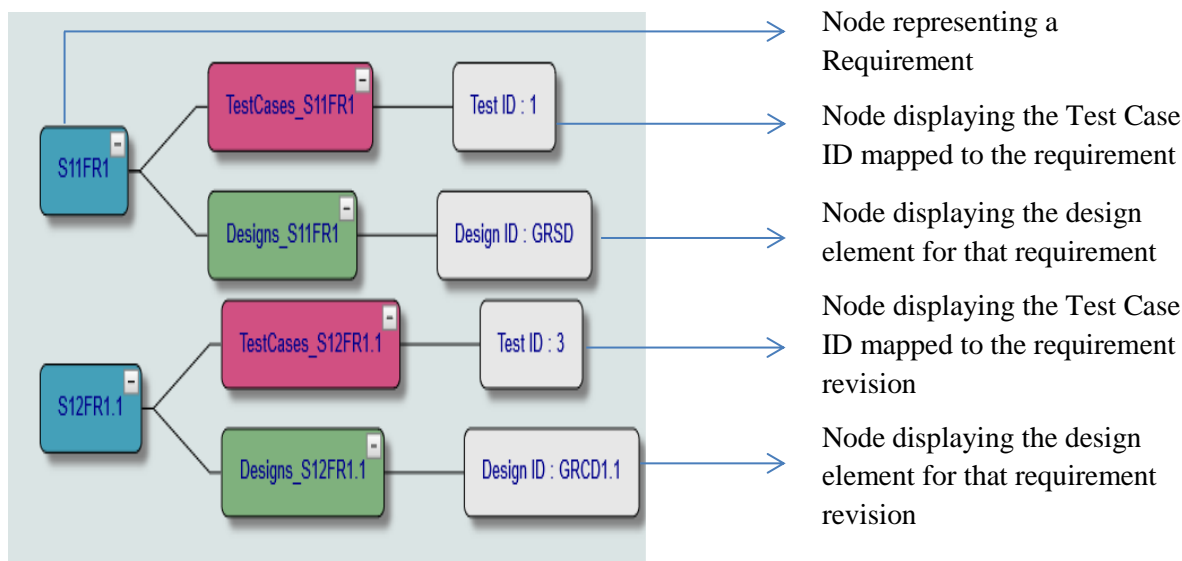 Node representing a
Requirement
TestCases_S11FR1
Test ID : 1
Node displaying the Test Case
ID mapped to the requirement
S11FR1
Designs_S11FR1
Design ID : GRSD
Node displaying the design
element for that requirement
TestCases_S12FR1.1
Test ID : 3
Node displaying the Test Case
ID mapped to the requirement
revision
S12FR1.1
Designs_S12FR1.1
Design ID : GRCD1.1
Node displaying the design
element for that requirement
revision